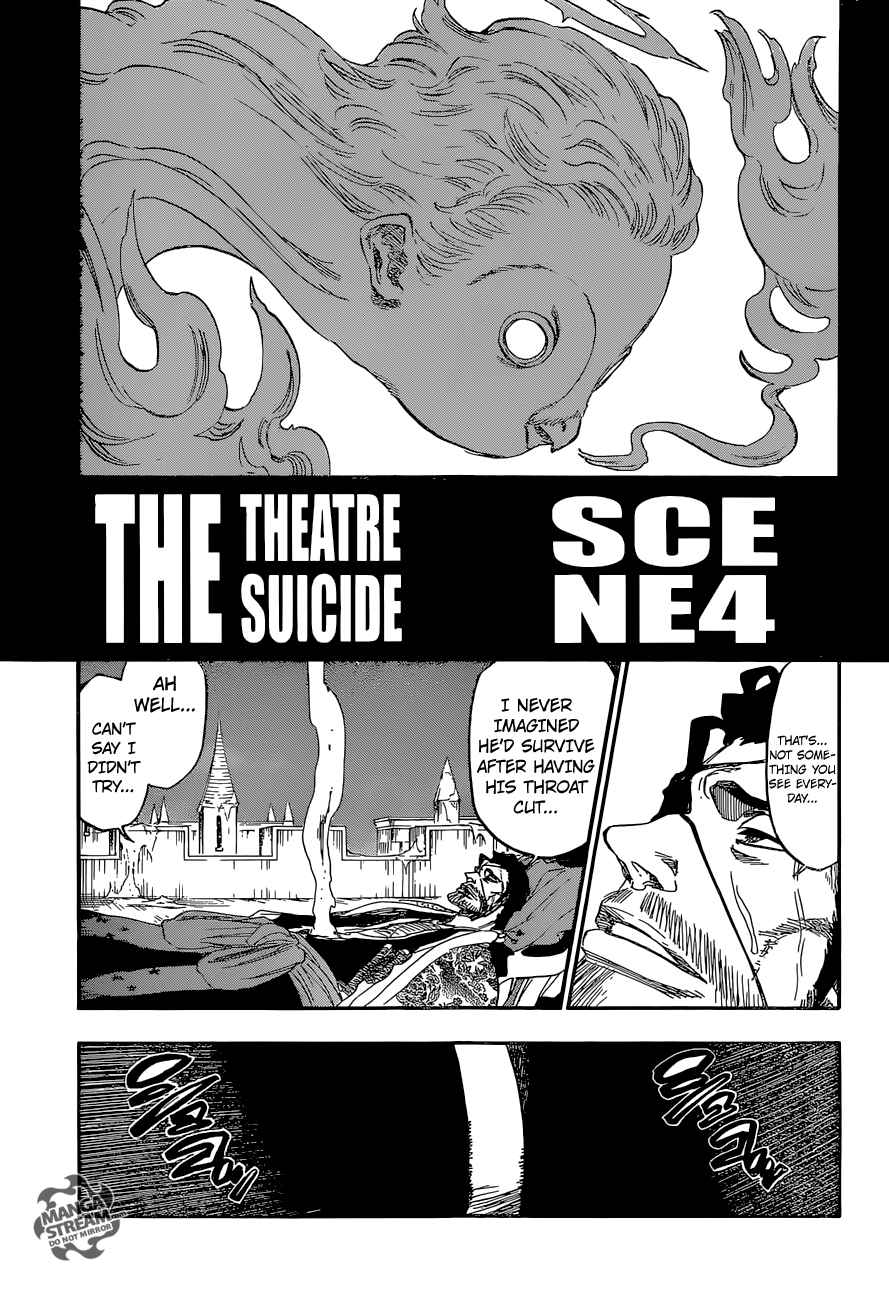 THE
THEATRE
SUICIDE
SCE
NE4
THAT'S...
NOT SOME-
THING YOU
SEE EVERY-
DAY...
I NEVER
IMAGINED
HE'D SURVIVE
AFTER HAVING
HIS THROAT
CUT...
AH
WELL...
CAN'T
SAY I
DIDN'T
TRY...
MANGA
STREAM
DO NOT MIRROR